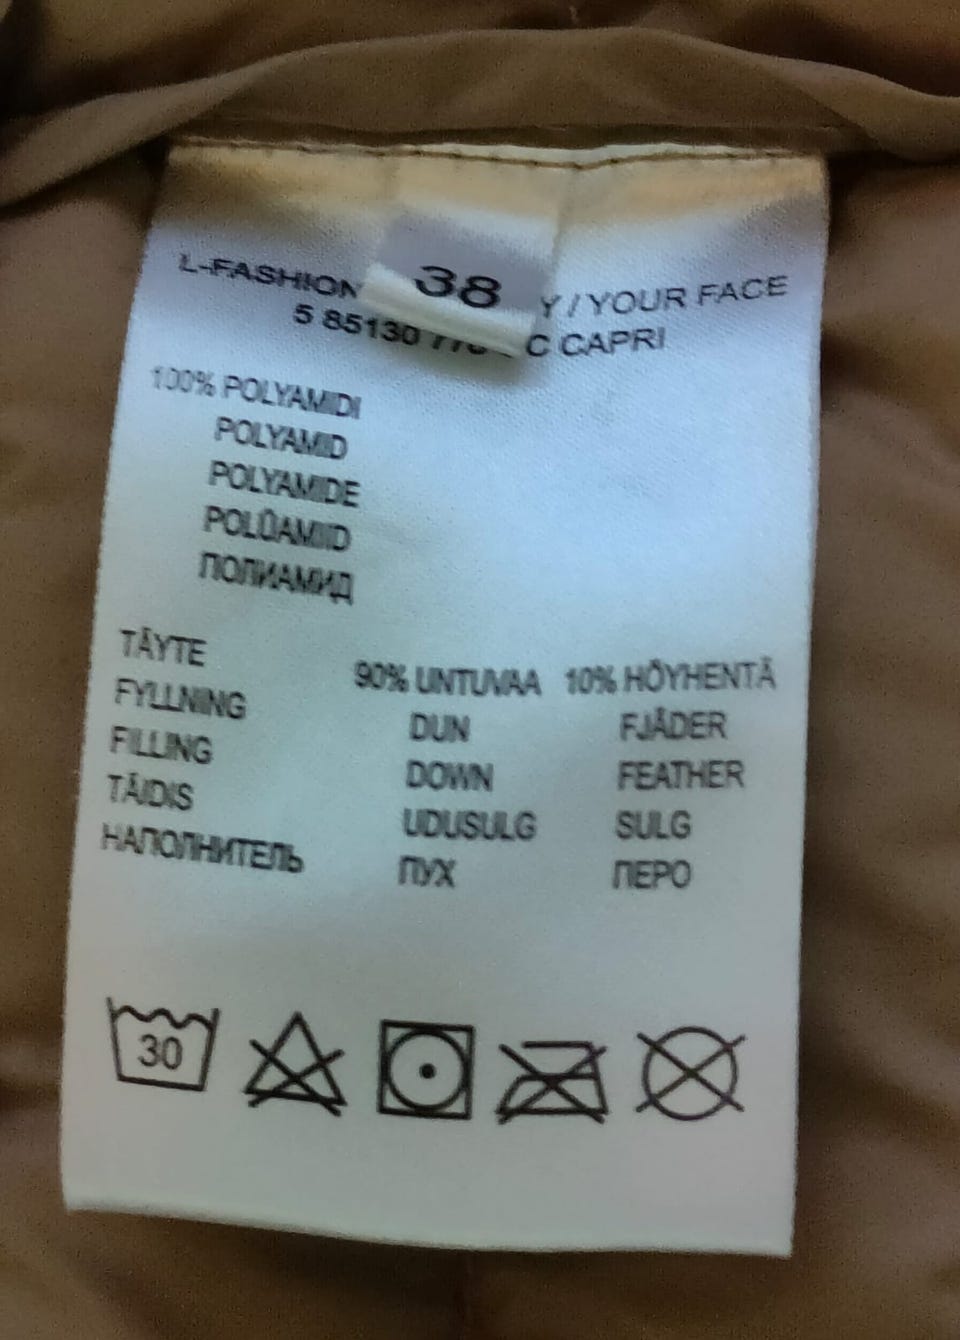 38
L-FASHION Y / YOUR FACE
5 85130 C CAPRI
100% POLYAMIDI
POLYAMID
POLYAMIDE
POLÜAMIID
ПОЛИАМИД
TÄYTE 90% UNTUVAA 10% HÖYHENTÄ
FYLLNING DUN FJÄDER
FILLING DOWN FEATHER
TÄIDIS UDUSULG SULG
НАПОЛНИТЕЛЬ ПУХ ПЕРО
30